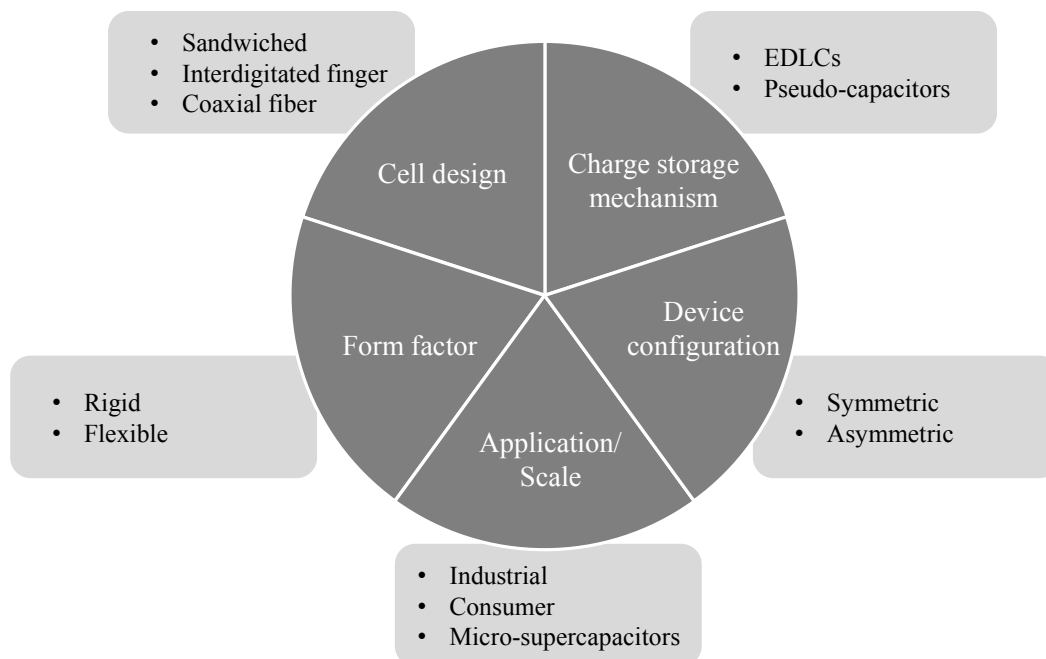 • Sandwiched
• Interdigitated finger
• Coaxial fiber
• EDLCs
• Pseudo-capacitors
Cell design
Charge storage
mechanism
Form factor
Device
configuration
Application/
Scale
• Rigid
• Flexible
• Symmetric
• Asymmetric
• Industrial
• Consumer
• Micro-supercapacitors